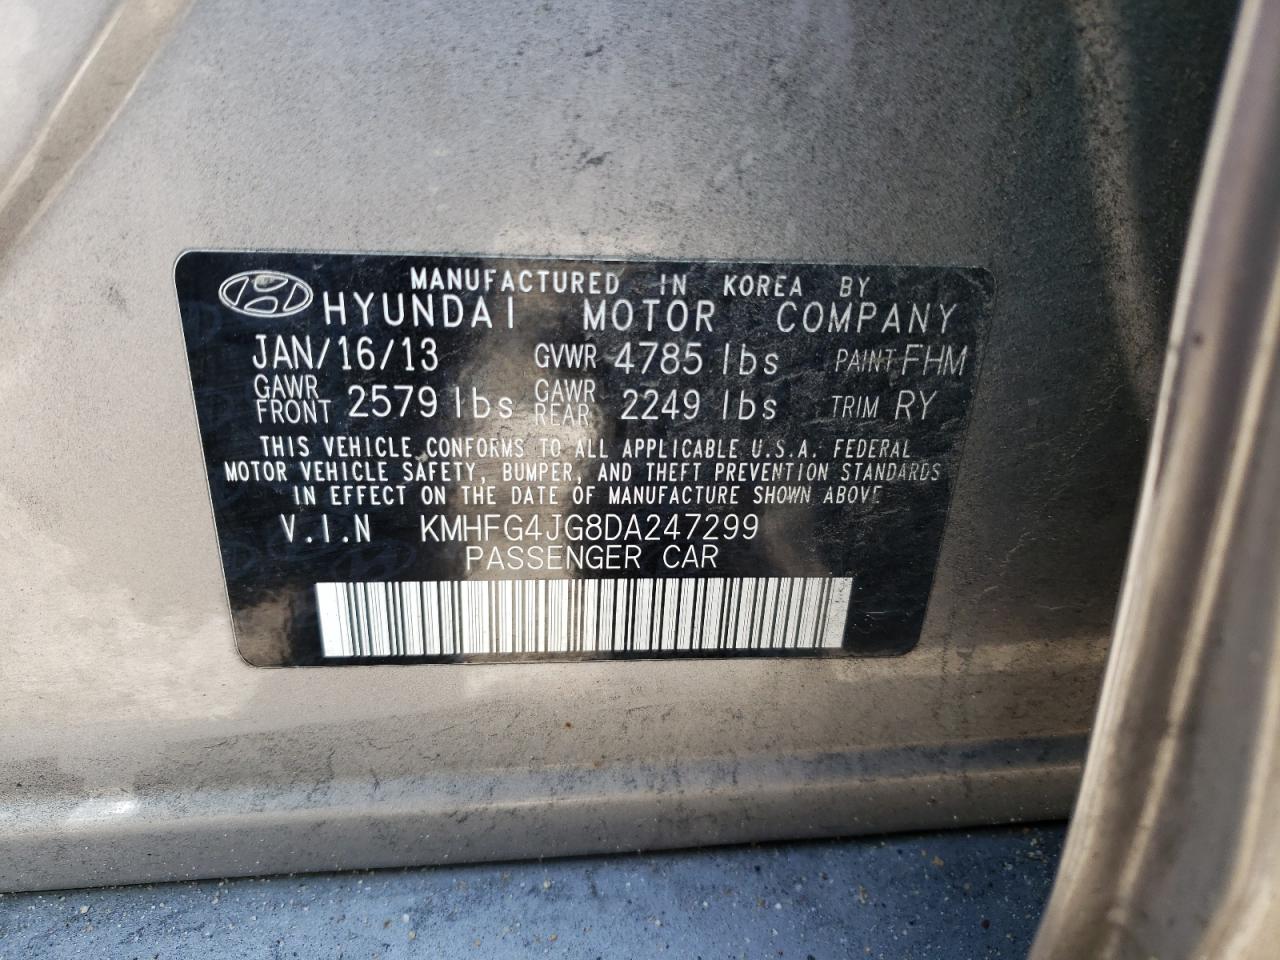 MANUFACTURED IN KOREA BY
HYUNDAI MOTOR COMPANY
JAN/16/13 GVWR 4785 lbs PAINT FHM
GAWR FRONT 2579 lbs GAWR REAR 2249 lbs TRIM RY
THIS VEHICLE CONFORMS TO ALL APPLICABLE U.S.A. FEDERAL
MOTOR VEHICLE SAFETY, BUMPER, AND THEFT PREVENTION STANDARDS
IN EFFECT ON THE DATE OF MANUFACTURE SHOWN ABOVE
V.I.N KMHFG4JG8DA247299
PASSENGER CAR